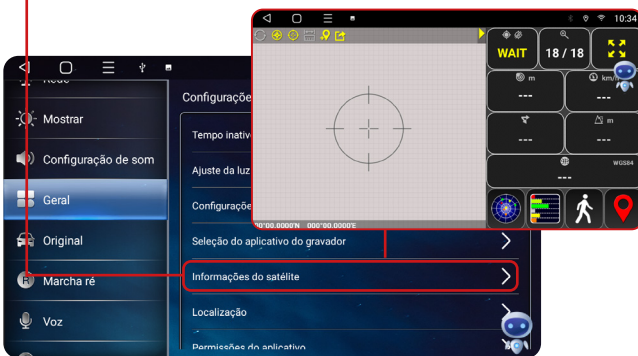 10:34
WAIT
18 / 18
m
km/h
---
---
m
---
---
WGS84
---
00°00.0000'N 000°00.0000'E
Rede
Mostrar
Configuração de som
Geral
Original
R
Marcha ré
Voz
Configuraçõe
Tempo inativ
Ajuste da luz
Configuraçõe
Seleção do aplicativo do gravador
Informações do satélite
Localização
Permissões do aplicativo